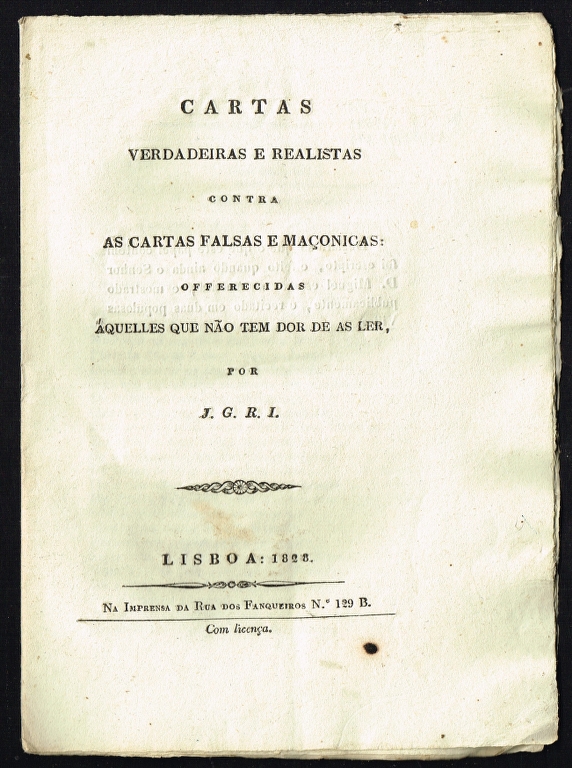 CARTAS
VERDADEIRAS E REALISTAS
CONTRA
AS CARTAS FALSAS E MAÇONICAS:
OFFERECIDAS
ÁQUELLES QUE NÃO TEM DOR DE AS LER,
POR
J. G. R. I.
LISBOA: 1828.
NA IMPRENSA DA RUA DOS FANQUEIROS N.º 129 B.
Com licença.